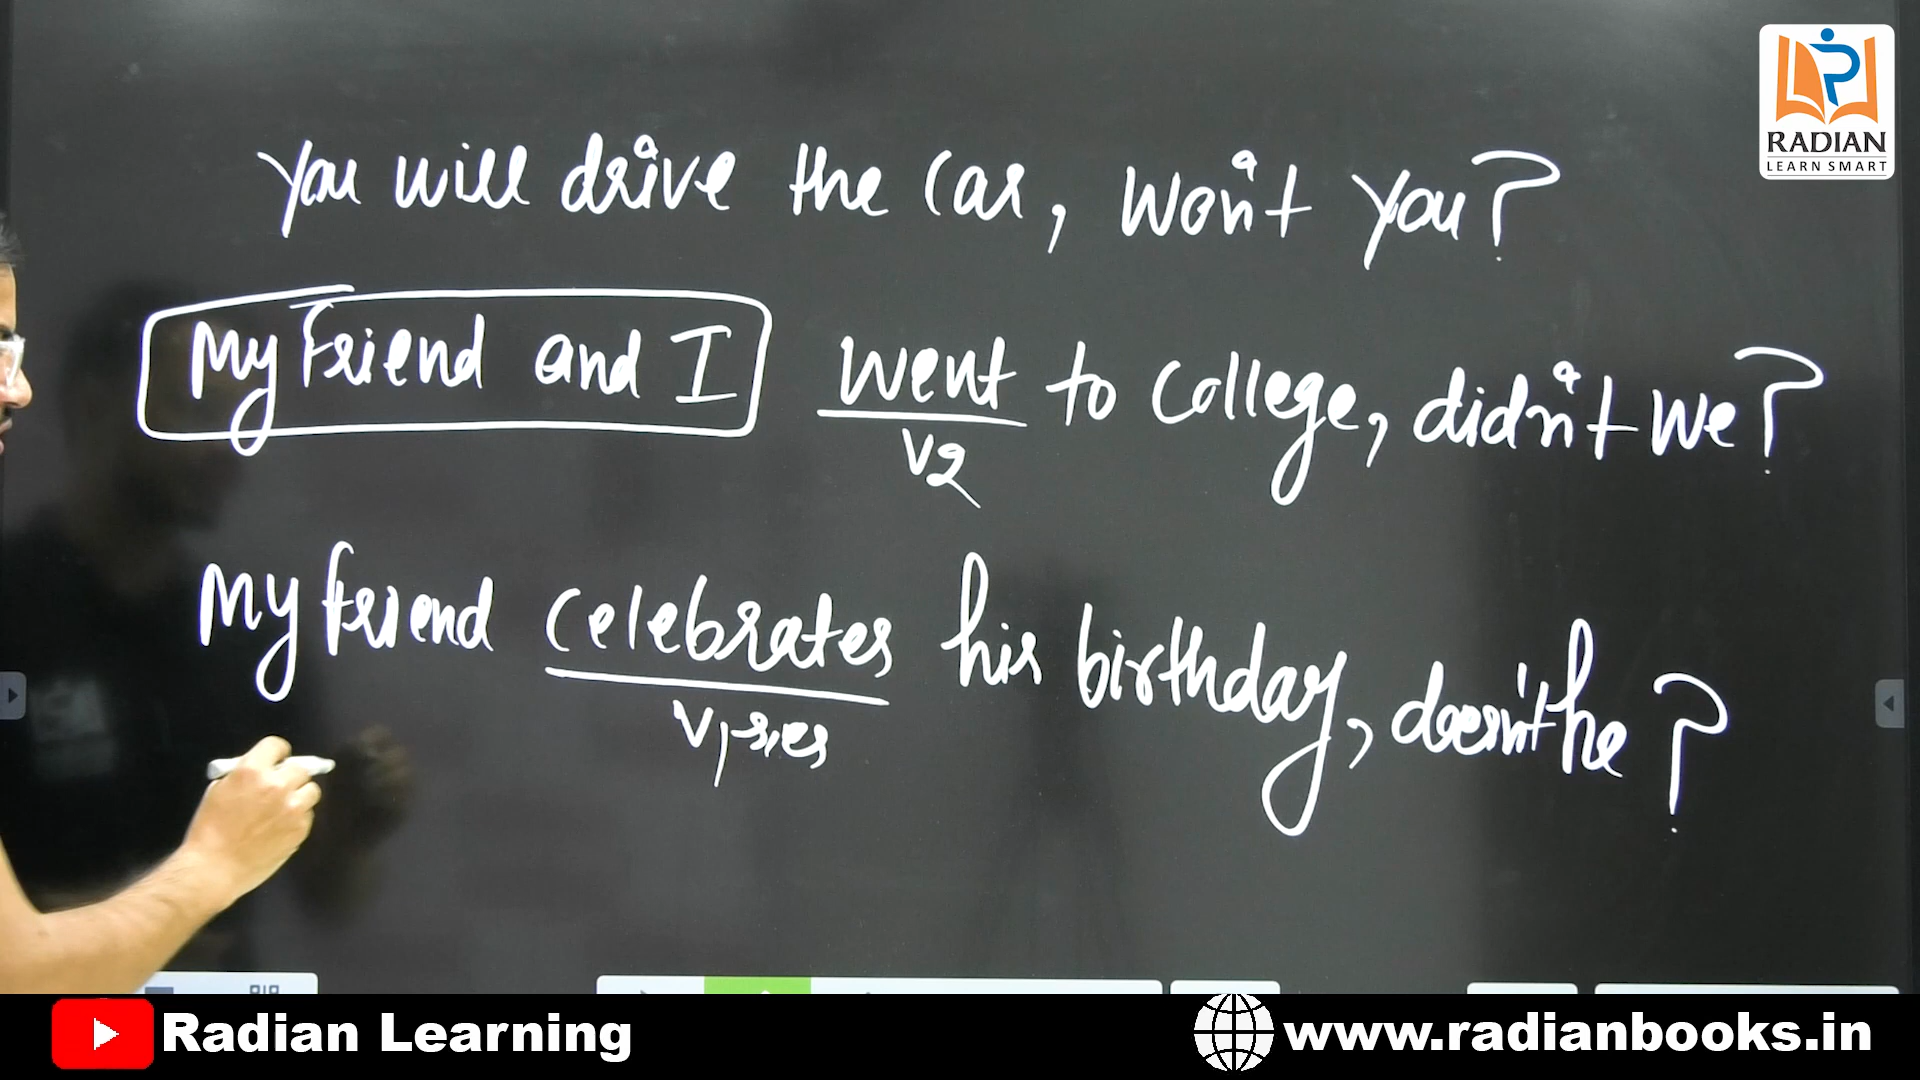 RADIAN
LEARN SMART
You will drive the car, won't you?
My Friend and I went to college, didn't we?
V2
My friend celebrates his birthday, doesn't he?
V1+s,es
Radian Learning
www.radianbooks.in